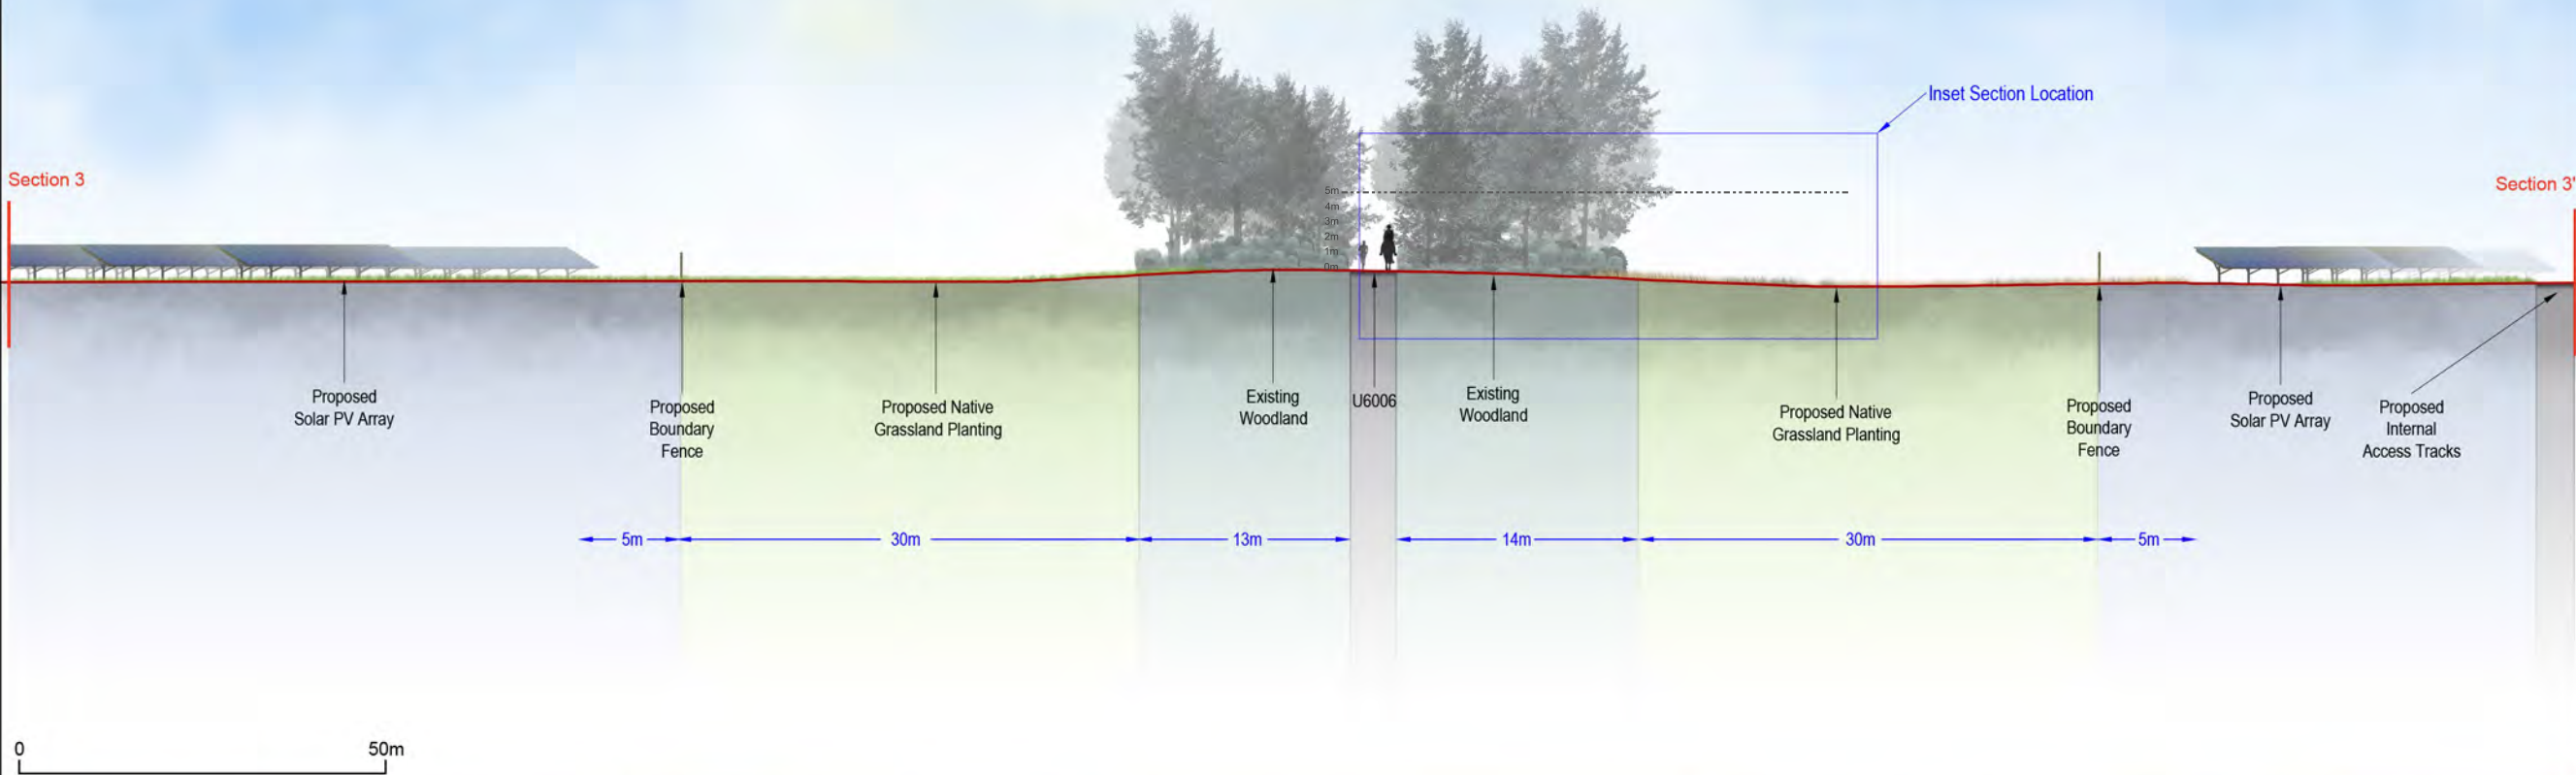 Inset Section Location
Section 3
Section 3'
5m
4m
3m
2m
1m
0m
Proposed
Solar PV Array
Proposed
Boundary
Fence
Proposed Native
Grassland Planting
Existing
Woodland
U6006
Existing
Woodland
Proposed Native
Grassland Planting
Proposed
Boundary
Fence
Proposed
Solar PV Array
Proposed
Internal
Access Tracks
5m
30m
13m
14m
30m
5m
0
50m